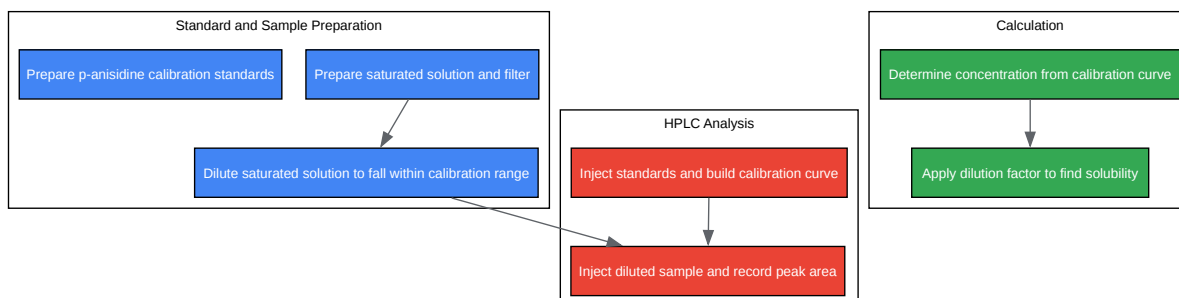 Standard and Sample Preparation
Prepare p-anisidine calibration standards
Prepare saturated solution and filter
Dilute saturated solution to fall within calibration range
HPLC Analysis
Inject standards and build calibration curve
Inject diluted sample and record peak area
Calculation
Determine concentration from calibration curve
Apply dilution factor to find solubility